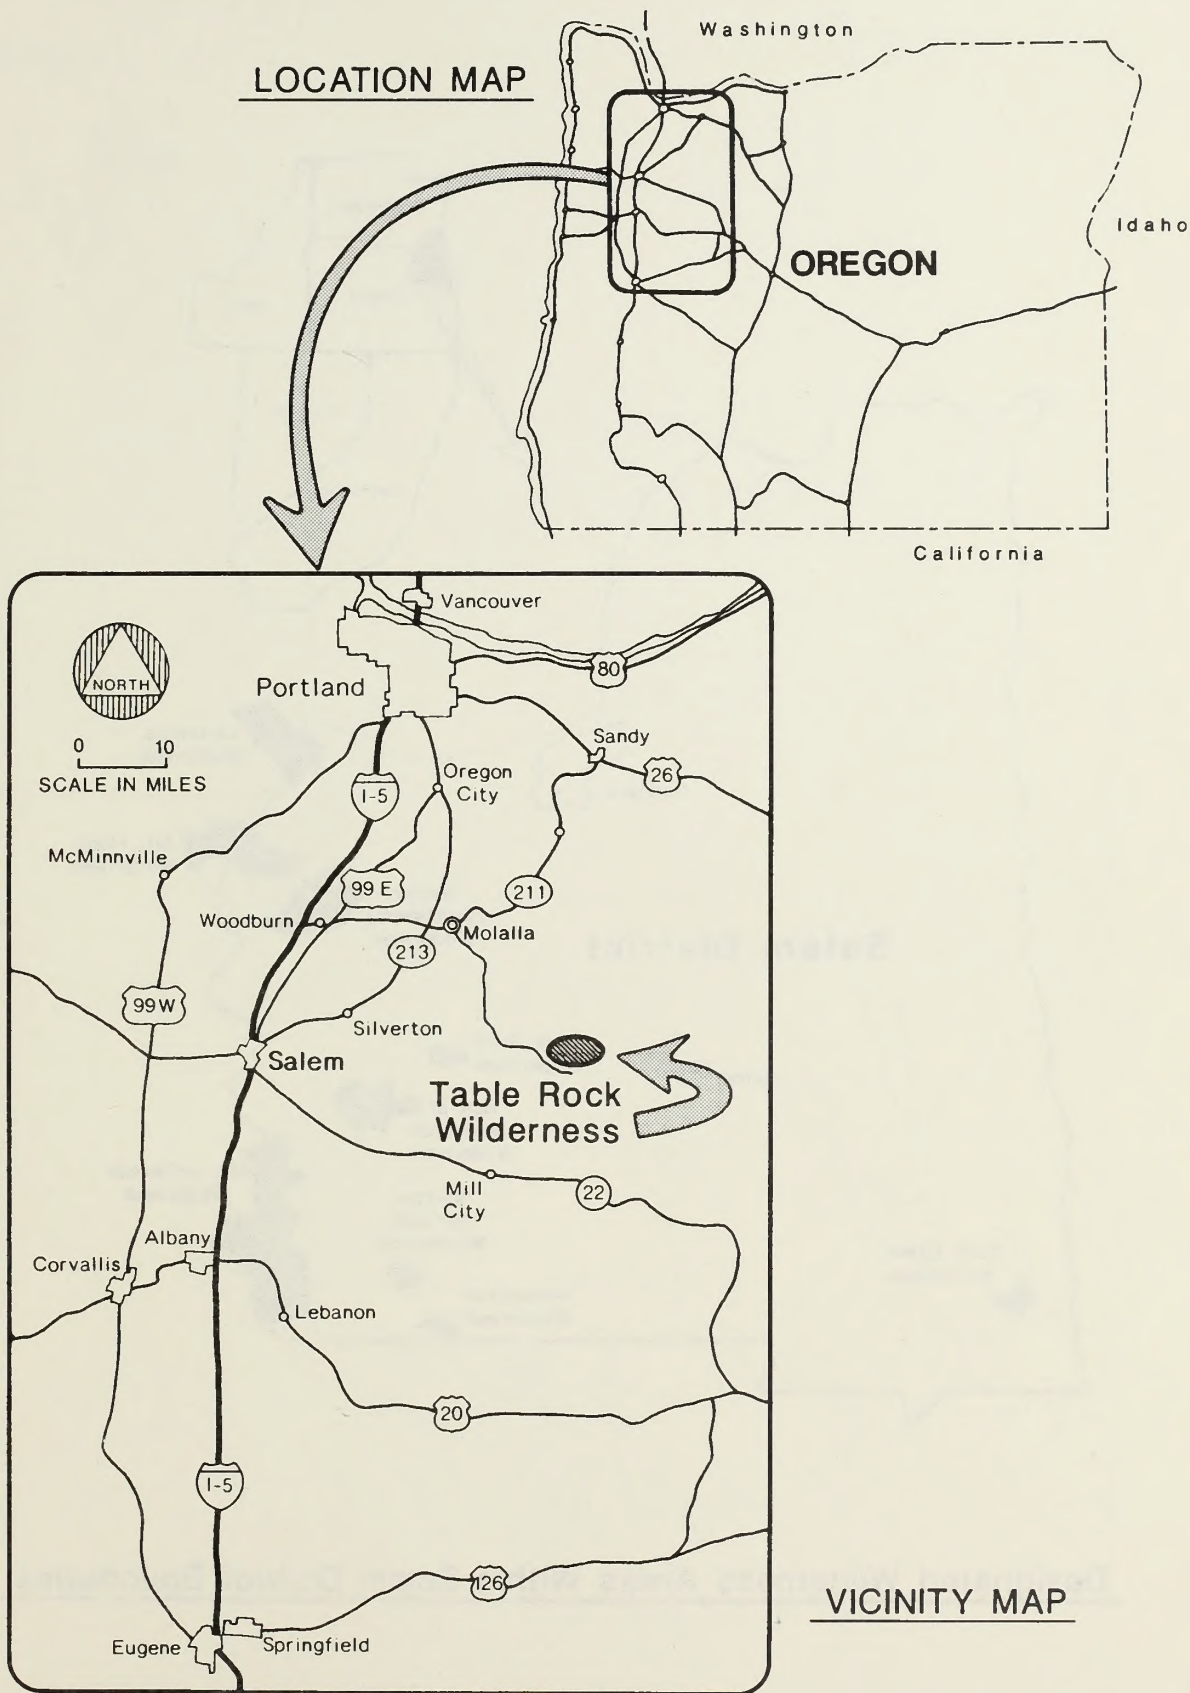 LOCATION MAP
Washington
Idaho
OREGON
California
Vancouver
NORTH
Portland
80
0 10
SCALE IN MILES
Sandy
26
I-5
Oregon
City
McMinnville
99 E
211
Woodburn
Molalla
213
99 W
Silverton
Salem
Table Rock
Wilderness
Mill
City
22
Albany
Corvallis
Lebanon
20
I-5
126
Eugene
Springfield
VICINITY MAP